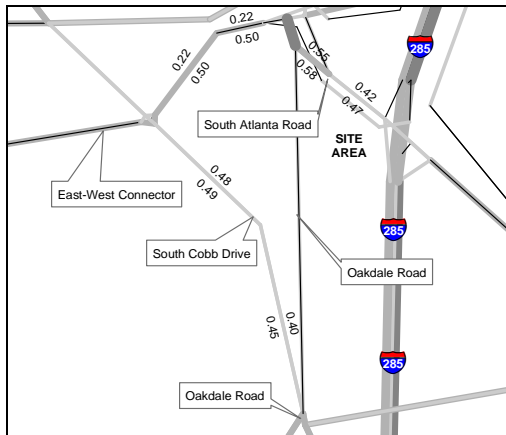 0.22
0.50
285
0.22
0.50
0.55
0.58
0.42
0.47
South Atlanta Road
SITE
AREA
East-West Connector
0.48
0.49
South Cobb Drive
285
Oakdale Road
0.45
0.40
285
Oakdale Road